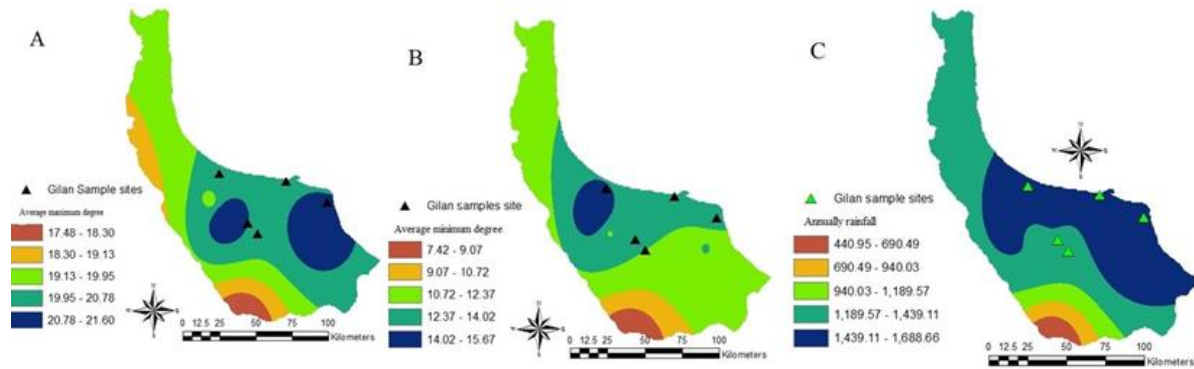 A
Gilan Sample sites
Average maximum degree
17.48 - 18.30
18.30 - 19.13
19.13 - 19.95
19.95 - 20.78
20.78 - 21.60
0 12.5 25 50 75 100
Kilometers
B
Gilan samples site
Average minimum degree
7.42 - 9.07
9.07 - 10.72
10.72 - 12.37
12.37 - 14.02
14.02 - 15.67
0 12.5 25 50 75 100
Kilometers
C
Gilan sample sites
Annually rainfall
440.95 - 690.49
690.49 - 940.03
940.03 - 1,189.57
1,189.57 - 1,439.11
1,439.11 - 1,688.66
0 12.5 25 50 75 100
Kilometers